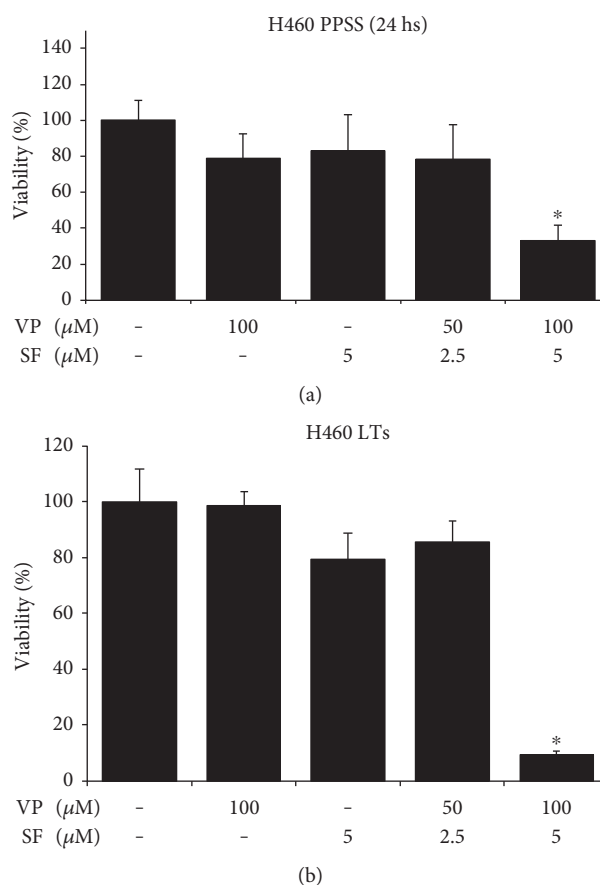 H460 PPSS (24 hs)
140
120
100
80
60
40
20
0
Viability (%)
*
VP (μM) – 100 – 50 100
SF (μM) – – 5 2.5 5
(a)
H460 LTs
120
100
80
60
40
20
0
Viability (%)
*
VP (μM) – 100 – 50 100
SF (μM) – – 5 2.5 5
(b)